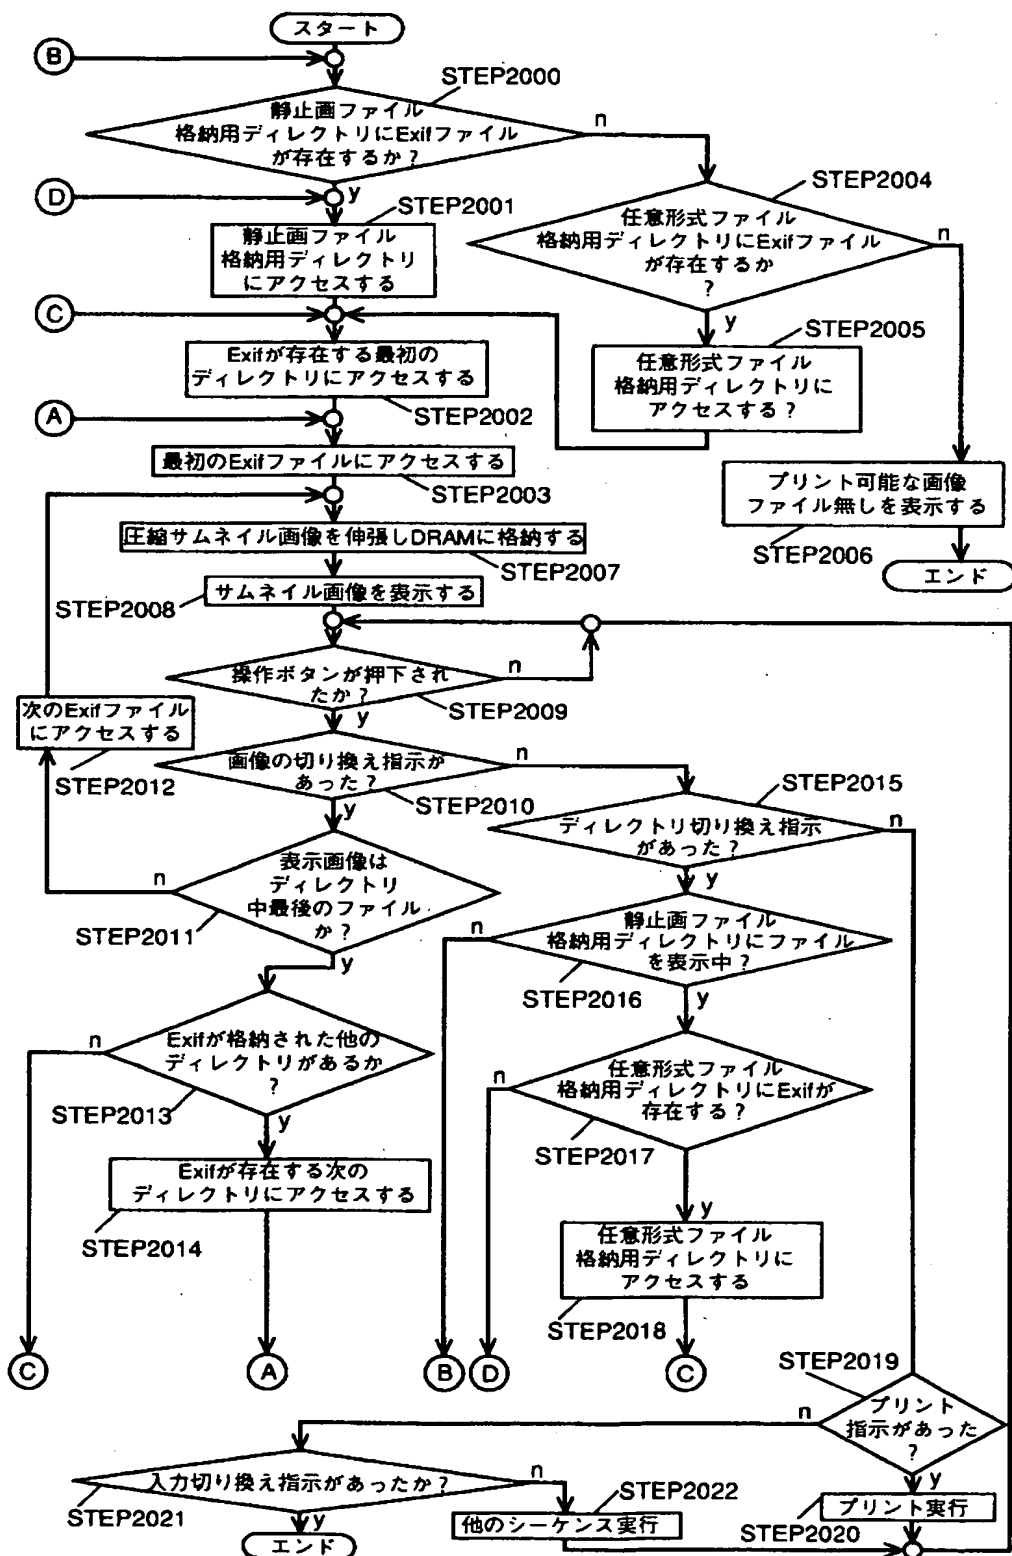 スタート
B
STEP2000
静止画ファイル
格納用ディレクトリにExifファイル
が存在するか?
n
y
D
STEP2001
静止画ファイル
格納用ディレクトリ
にアクセスする
STEP2004
任意形式ファイル
格納用ディレクトリにExifファイル
が存在するか
?
n
y
C
STEP2005
任意形式ファイル
格納用ディレクトリに
アクセスする?
Exifが存在する最初の
ディレクトリにアクセスする
STEP2002
A
最初のExifファイルにアクセスする
STEP2003
プリント可能な画像
ファイル無しを表示する
STEP2006
エンド
圧縮サムネイル画像を伸張しDRAMに格納する
STEP2007
サムネイル画像を表示する
STEP2008
操作ボタンが押下され
たか?
n
STEP2009
y
次のExifファイル
にアクセスする
STEP2012
画像の切り換え指示が
あった?
n
STEP2010
y
STEP2015
ディレクトリ切り換え指示
があった?
n
y
表示画像は
ディレクトリ
中最後のファイル
か?
n
STEP2011
y
静止画ファイル
格納用ディレクトリにファイル
を表示中?
n
STEP2016
y
Exifが格納された他の
ディレクトリがあるか
?
n
STEP2013
y
任意形式ファイル
格納用ディレクトリにExifが
存在する?
n
STEP2017
y
Exifが存在する次の
ディレクトリにアクセスする
STEP2014
任意形式ファイル
格納用ディレクトリに
アクセスする
STEP2018
C
A
B
D
C
STEP2019
プリント
指示があった
?
n
y
入力切り換え指示があったか?
n
STEP2021
y
エンド
STEP2022
他のシーケンス実行
プリント実行
STEP2020